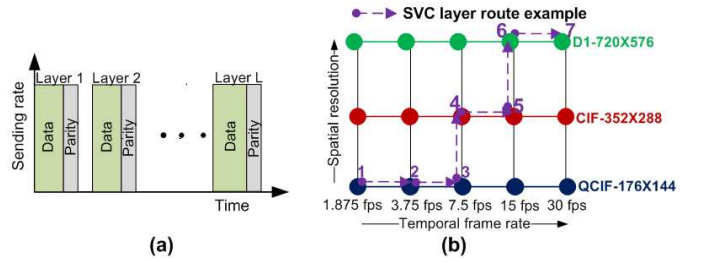 SVC layer route example
6
7
D1-720X576
Layer 1 Layer 2
Layer L
Sending rate
Data
Parity
Data
Parity
Data
Parity
Time
(a)
Spatial resolution
4
5
CIF-352X288
1
2
3
QCIF-176X144
1.875 fps 3.75 fps 7.5 fps 15 fps 30 fps
Temporal frame rate
(b)